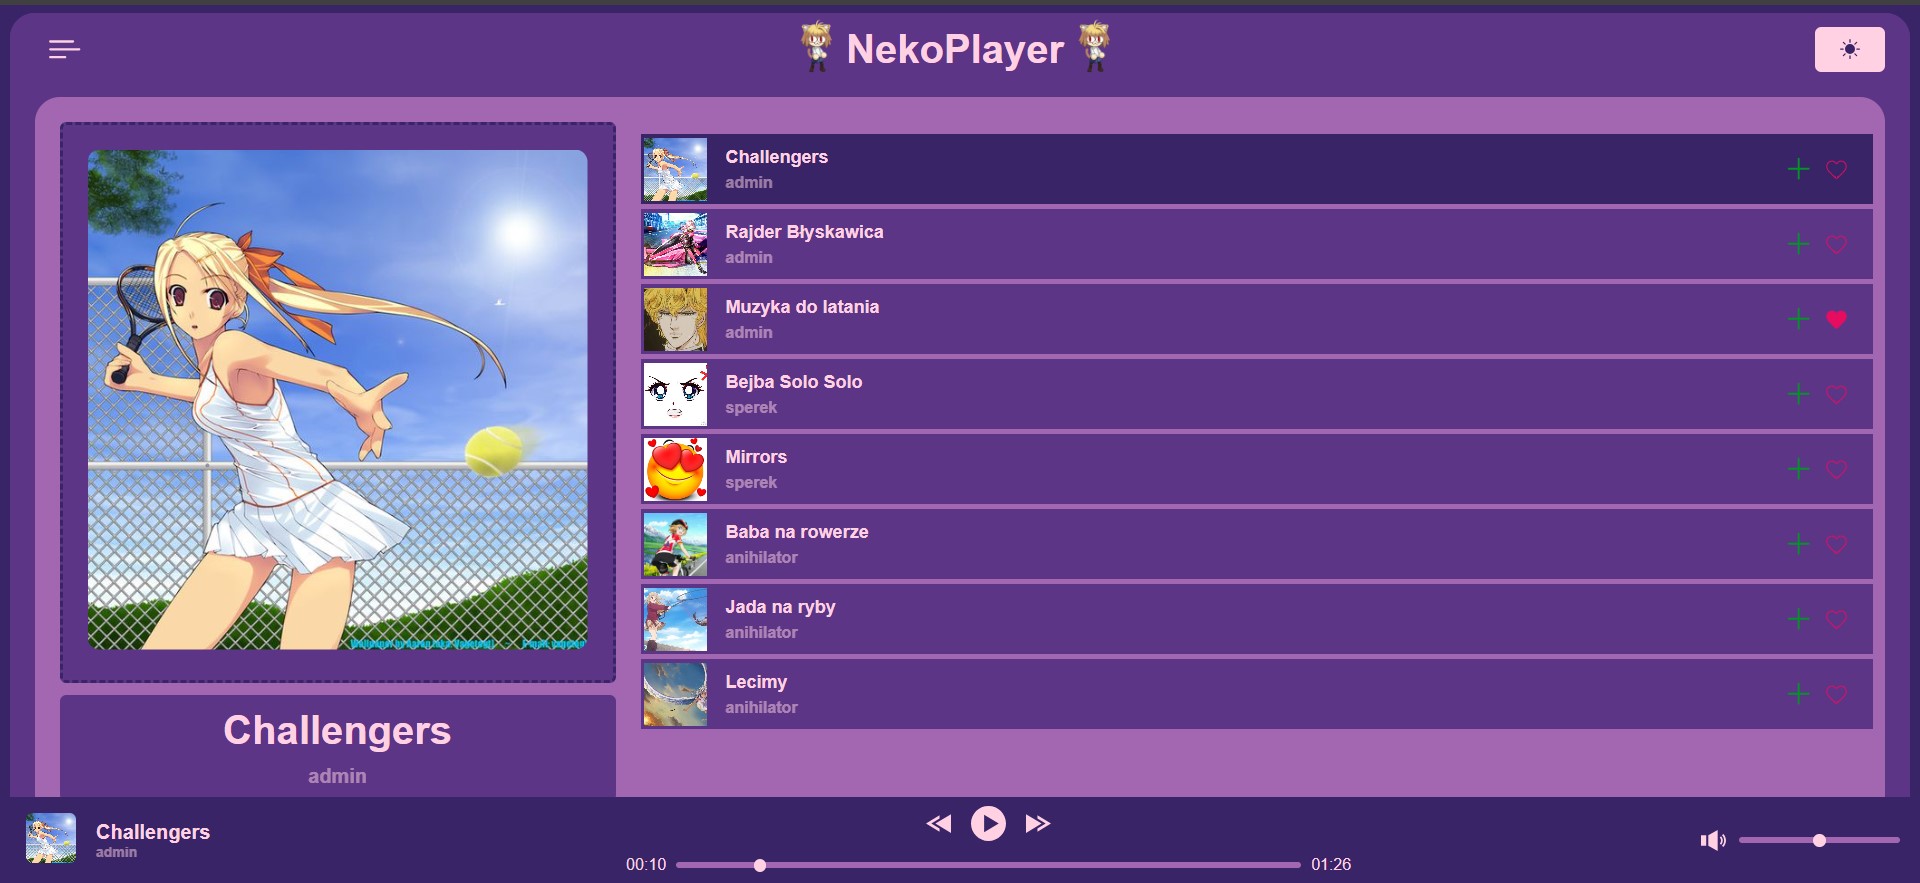 NekoPlayer
Challengers
admin
Challengers
admin
Rajder Błyskawica
admin
Muzyka do latania
admin
Bejba Solo Solo
sperek
Mirrors
sperek
Baba na rowerze
anihilator
Jada na ryby
anihilator
Lecimy
anihilator
Challengers
admin
00:10
01:26